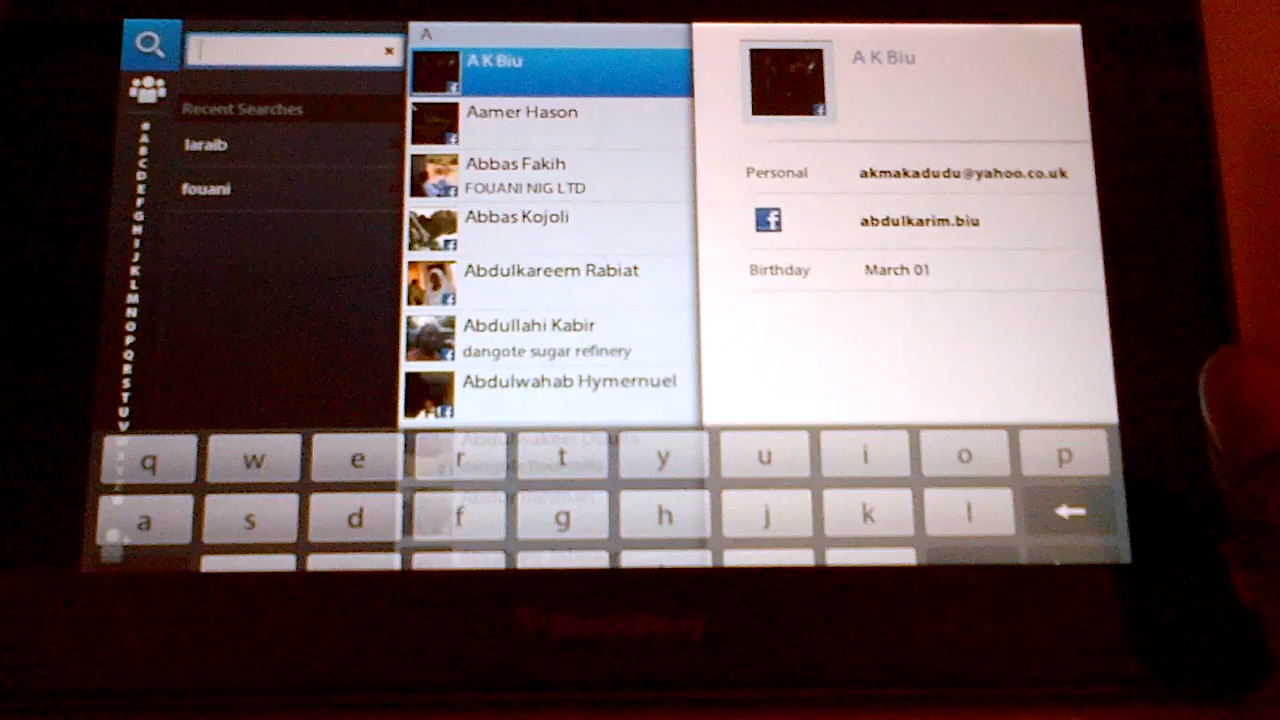 Recent Searches
laraib
fouani
#
A
B
C
D
E
F
G
H
I
J
K
L
M
N
O
P
Q
R
S
T
U
V
A
A K Biu
Aamer Hason
Abbas Fakih
FOUANI NIG LTD
Abbas Kojoli
Abdulkareem Rabiat
Abdullahi Kabir
dangote sugar refinery
Abdulwahab Hymernuel
A K Biu
Personal akmakadudu@yahoo.co.uk
f abdulkarim.biu
Birthday March 01
q w e r t y u i o p
a s d f g h j k l